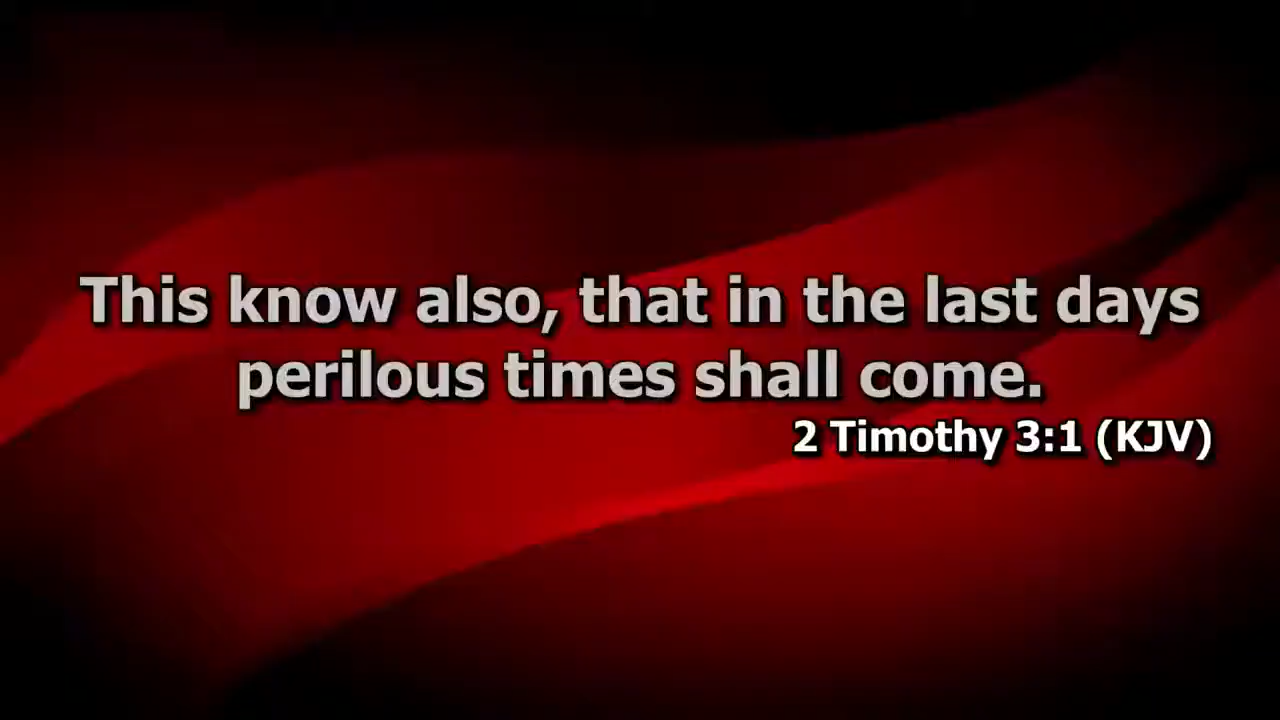 This know also, that in the last days
perilous times shall come.
2 Timothy 3:1 (KJV)